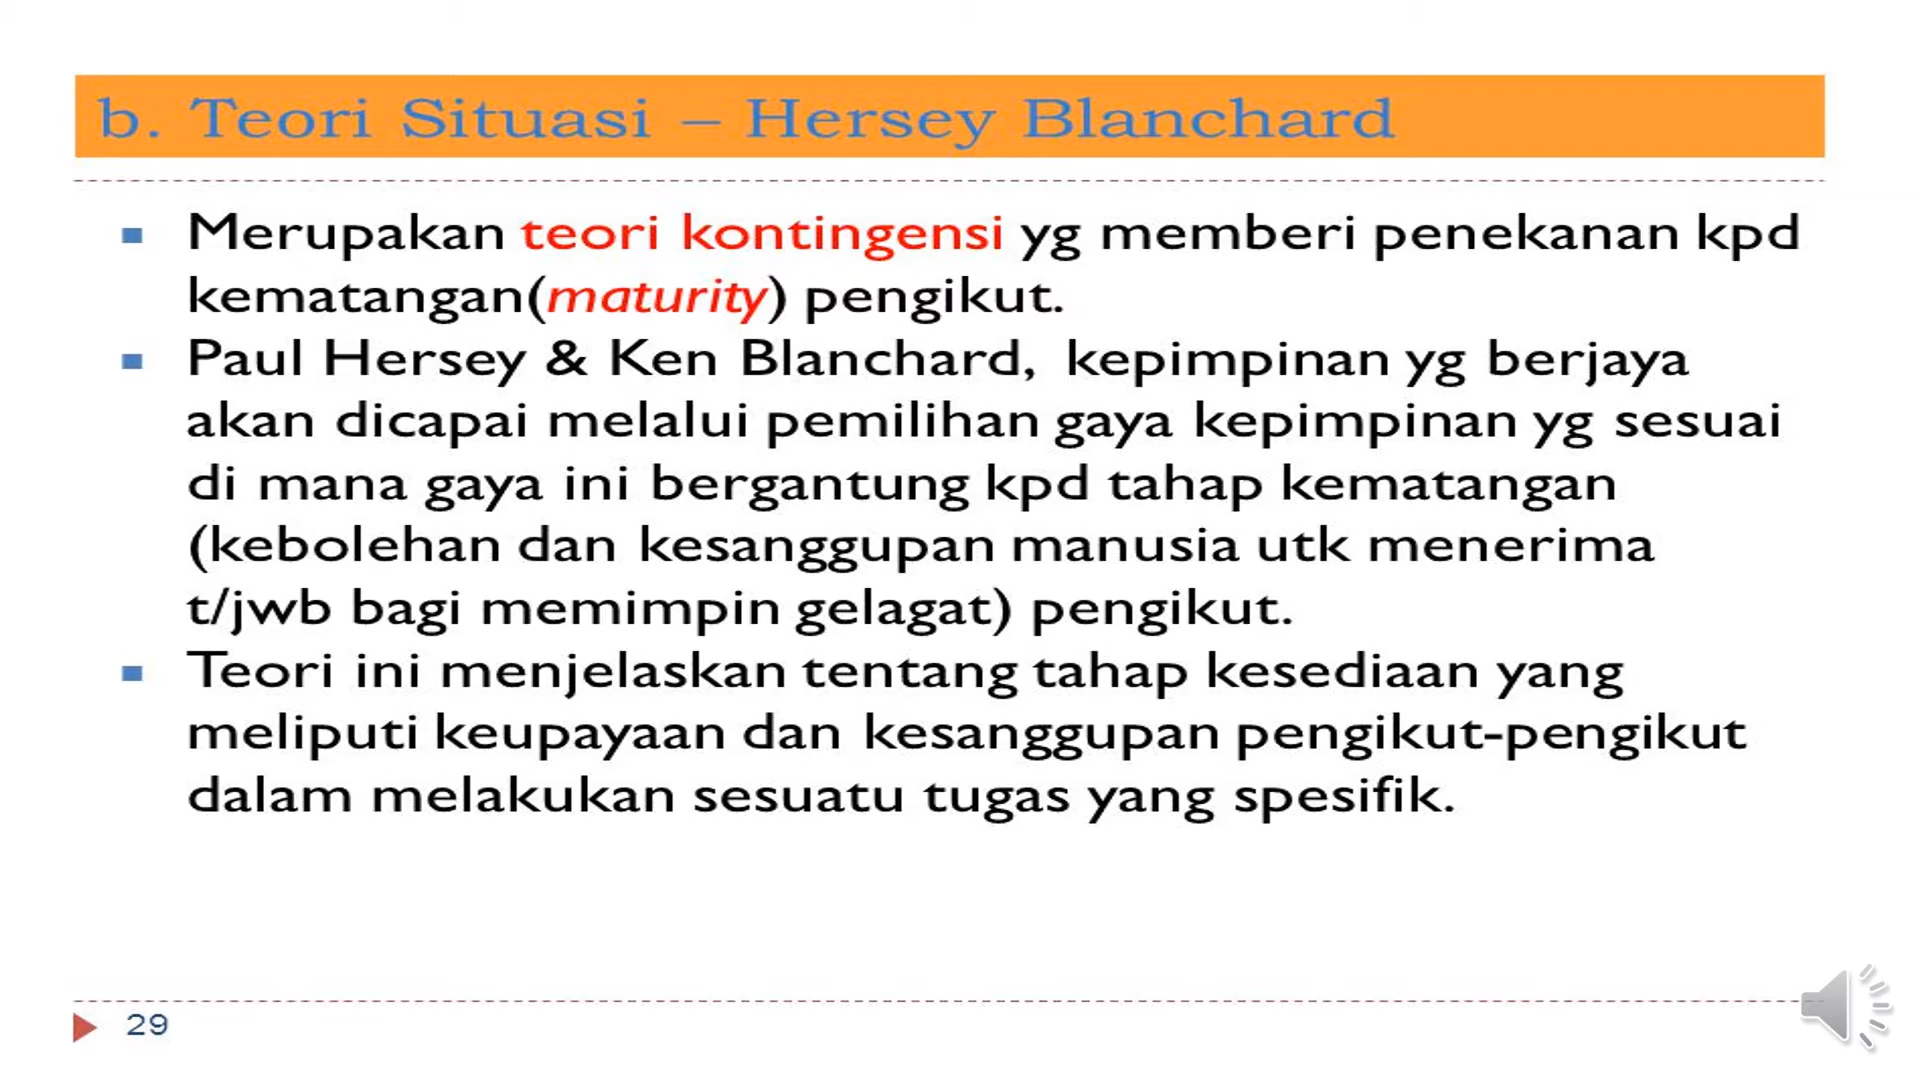 b. Teori Situasi – Hersey Blanchard
Merupakan teori kontingensi yg memberi penekanan kpd
kematangan(maturity) pengikut.
Paul Hersey & Ken Blanchard, kepimpinan yg berjaya
akan dicapai melalui pemilihan gaya kepimpinan yg sesuai
di mana gaya ini bergantung kpd tahap kematangan
(kebolehan dan kesanggupan manusia utk menerima
t/jwb bagi memimpin gelagat) pengikut.
Teori ini menjelaskan tentang tahap kesediaan yang
meliputi keupayaan dan kesanggupan pengikut-pengikut
dalam melakukan sesuatu tugas yang spesifik.
29